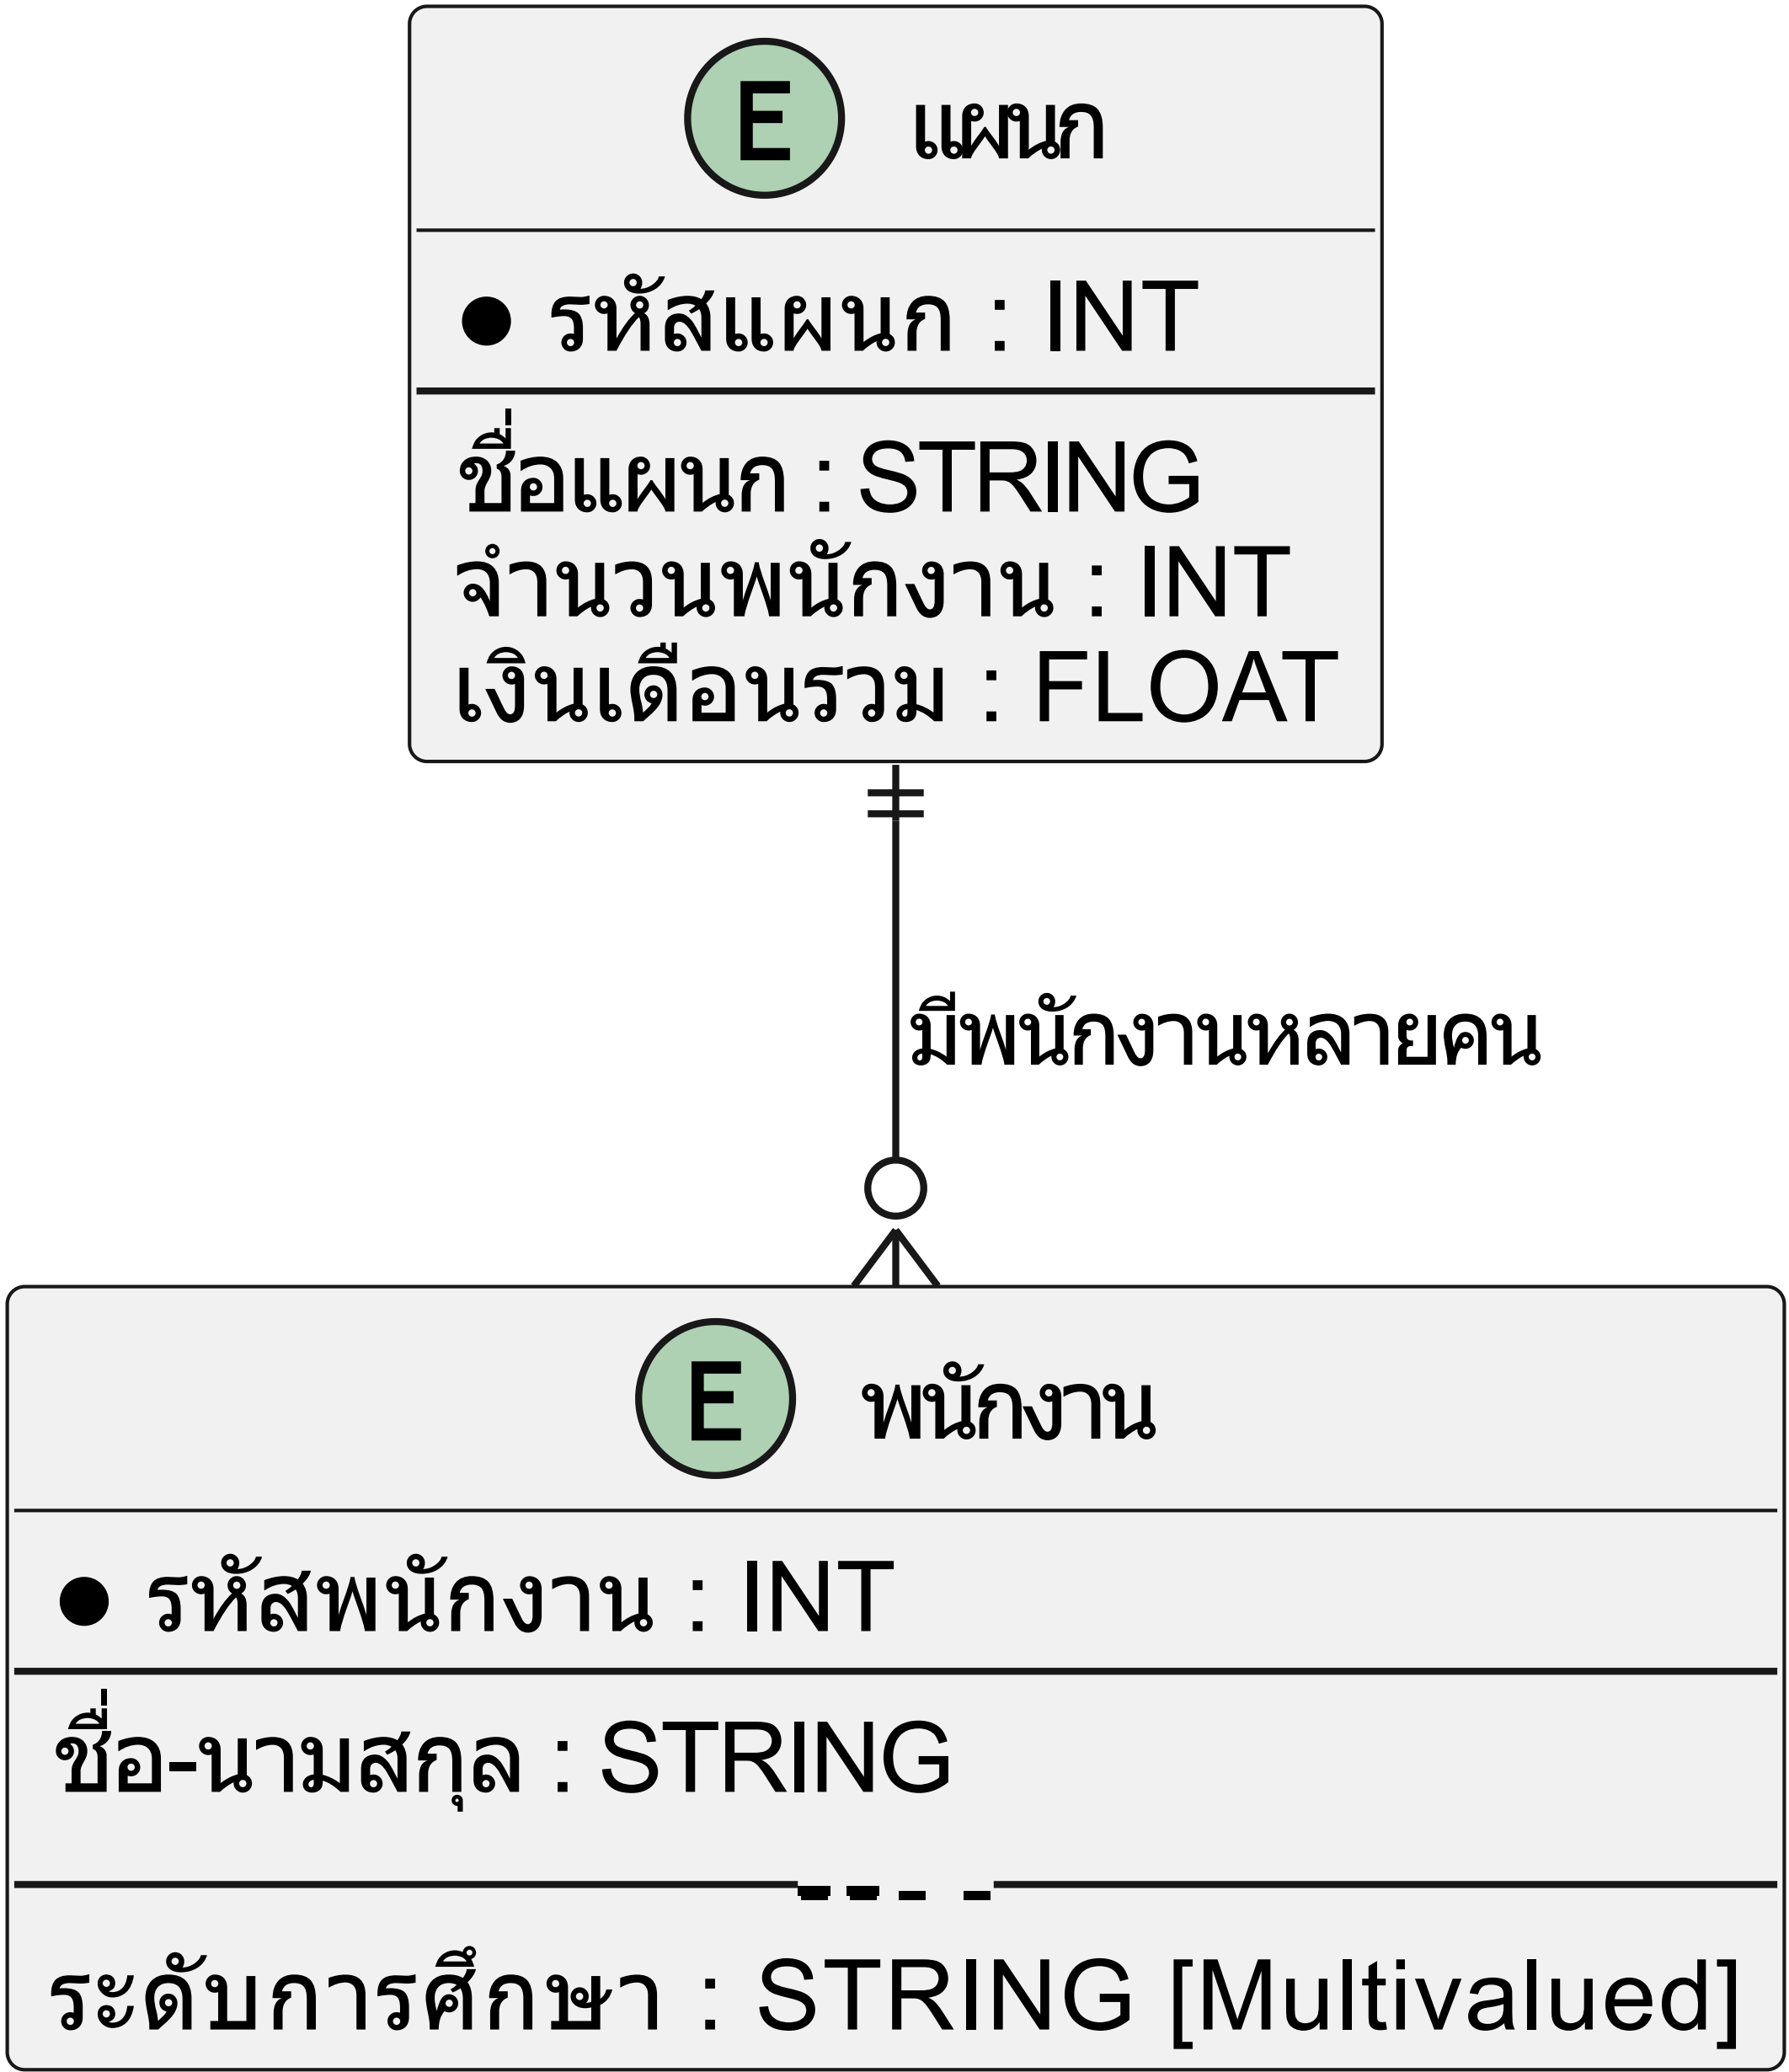 E แผนก
● รหัสแผนก : INT
ชื่อแผนก : STRING
จำนวนพนักงาน : INT
เงินเดือนรวม : FLOAT
มีพนักงานหลายคน
E พนักงาน
● รหัสพนักงาน : INT
ชื่อ-นามสกุล : STRING
ระดับการศึกษา : STRING [Multivalued]